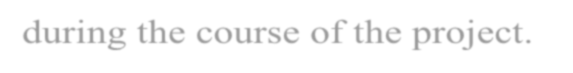 during the course of the project.